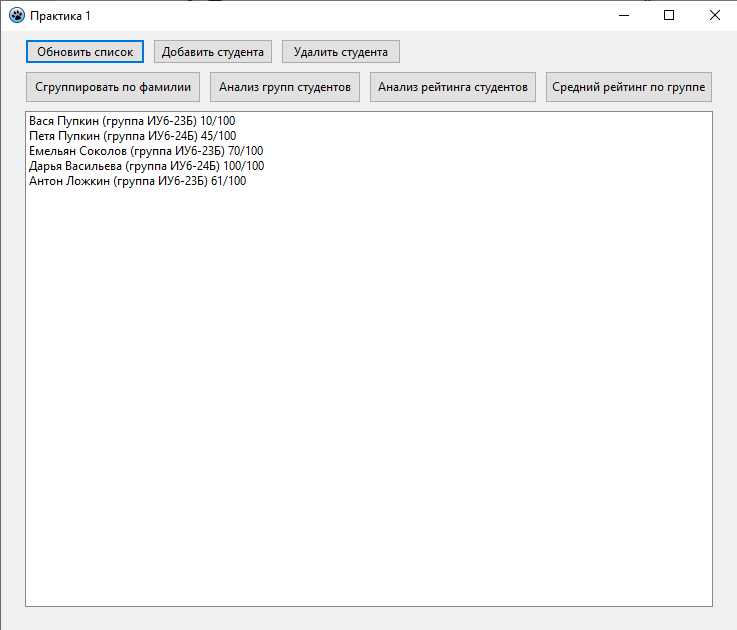 Практика 1
Обновить список Добавить студента Удалить студента
Сгруппировать по фамилии Анализ групп студентов Анализ рейтинга студентов Средний рейтинг по группе
Вася Пупкин (группа ИУ6-23Б) 10/100
Петя Пупкин (группа ИУ6-24Б) 45/100
Емельян Соколов (группа ИУ6-23Б) 70/100
Дарья Васильева (группа ИУ6-24Б) 100/100
Антон Ложкин (группа ИУ6-23Б) 61/100